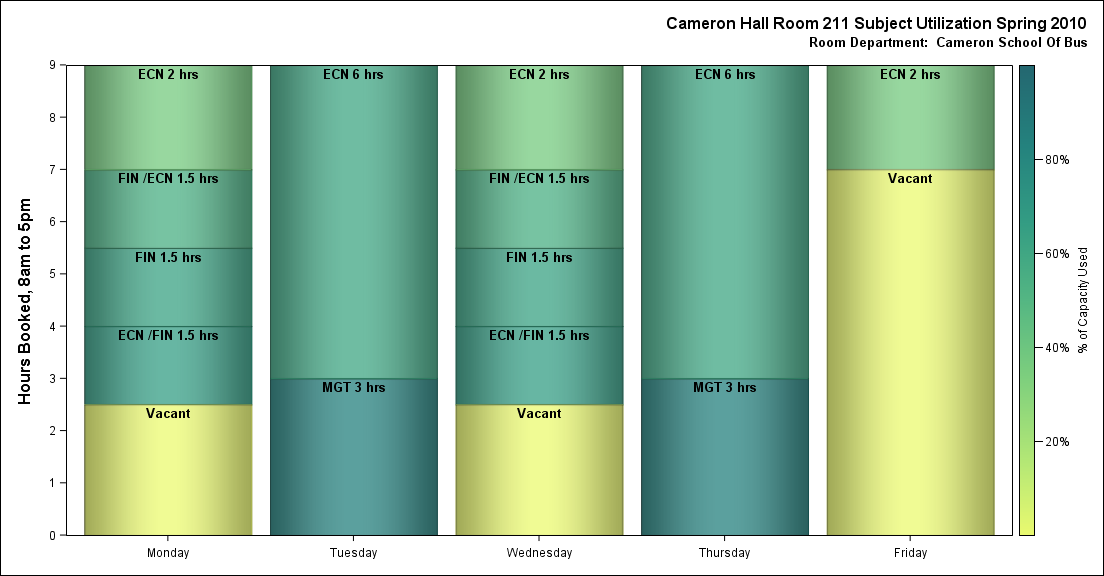 Cameron Hall Room 211 Subject Utilization Spring 2010
Room Department:  Cameron School Of Bus
Hours Booked, 8am to 5pm
9
8
7
6
5
4
3
2
1
0
ECN 2 hrs
FIN /ECN 1.5 hrs
FIN 1.5 hrs
ECN /FIN 1.5 hrs
Vacant
Monday
ECN 6 hrs
MGT 3 hrs
Tuesday
ECN 2 hrs
FIN /ECN 1.5 hrs
FIN 1.5 hrs
ECN /FIN 1.5 hrs
Vacant
Wednesday
ECN 6 hrs
MGT 3 hrs
Thursday
ECN 2 hrs
Vacant
Friday
80%
60%
40%
20%
% of Capacity Used